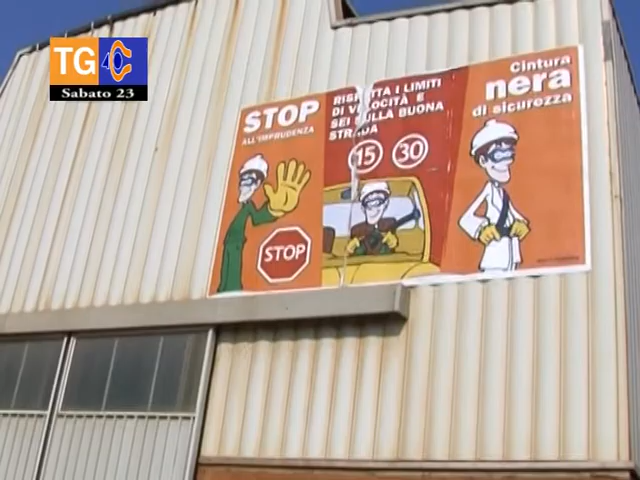 TG4C
Sabato 23
STOP
ALL'IMPRUDENZA
STOP
RISPETTA I LIMITI
DI VELOCITÀ E
SEI SULLA BUONA
STRADA
15 30
Cintura
nera
di sicurezza